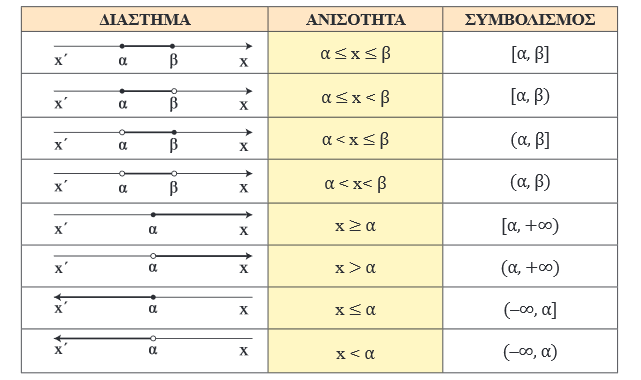 ΔΙΑΣΤΗΜΑ ΑΝΙΣΟΤΗΤΑ ΣΥΜΒΟΛΙΣΜΟΣ
x΄ α β x α ≤ x ≤ β [α, β]
x΄ α β x α ≤ x < β [α, β)
x΄ α β x α < x ≤ β (α, β]
x΄ α β x α < x< β (α, β)
x΄ α x x ≥ α [α, +∞)
x΄ α x x > α (α, +∞)
x΄ α x x ≤ α (–∞, α]
x΄ α x x < α (–∞, α)